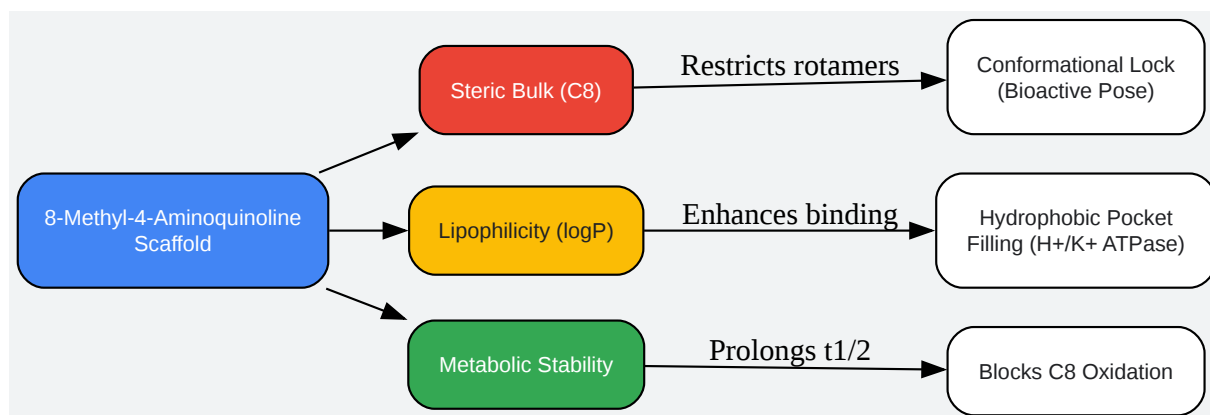 Steric Bulk (C8)
Restricts rotamers
Conformational Lock
(Bioactive Pose)
8-Methyl-4-Aminoquinoline
Scaffold
Lipophilicity (logP)
Enhances binding
Hydrophobic Pocket
Filling (H+/K+ ATPase)
Metabolic Stability
Prolongs t1/2
Blocks C8 Oxidation